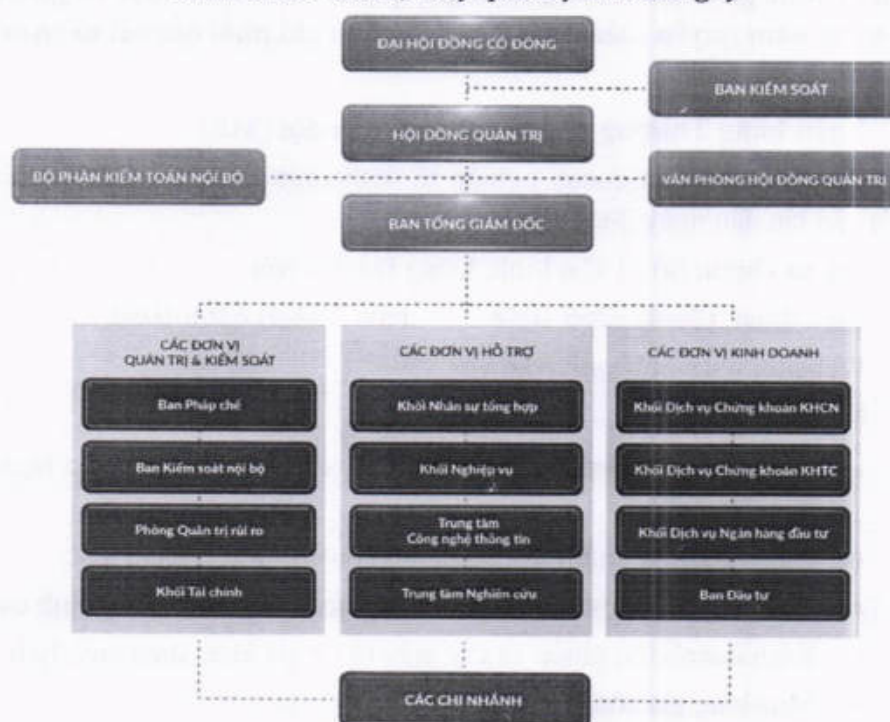 ĐẠI HỘI ĐỒNG CỔ ĐÔNG
BAN KIỂM SOÁT
HỘI ĐỒNG QUẢN TRỊ
BỘ PHẬN KIỂM TOÁN NỘI BỘ
VĂN PHÒNG HỘI ĐỒNG QUẢN TRỊ
BAN TỔNG GIÁM ĐỐC
CÁC ĐƠN VỊ
QUẢN TRỊ & KIỂM SOÁT
Ban Pháp chế
Ban Kiểm soát nội bộ
Phòng Quản trị rủi ro
Khối Tài chính
CÁC ĐƠN VỊ HỖ TRỢ
Khối Nhân sự tổng hợp
Khối Nghiệp vụ
Trung tâm
Công nghệ thông tin
Trung tâm Nghiên cứu
CÁC ĐƠN VỊ KINH DOANH
Khối Dịch vụ Chứng khoán KHCN
Khối Dịch vụ Chứng khoán KHTC
Khối Dịch vụ Ngân hàng đầu tư
Ban Đầu tư
CÁC CHI NHÁNH